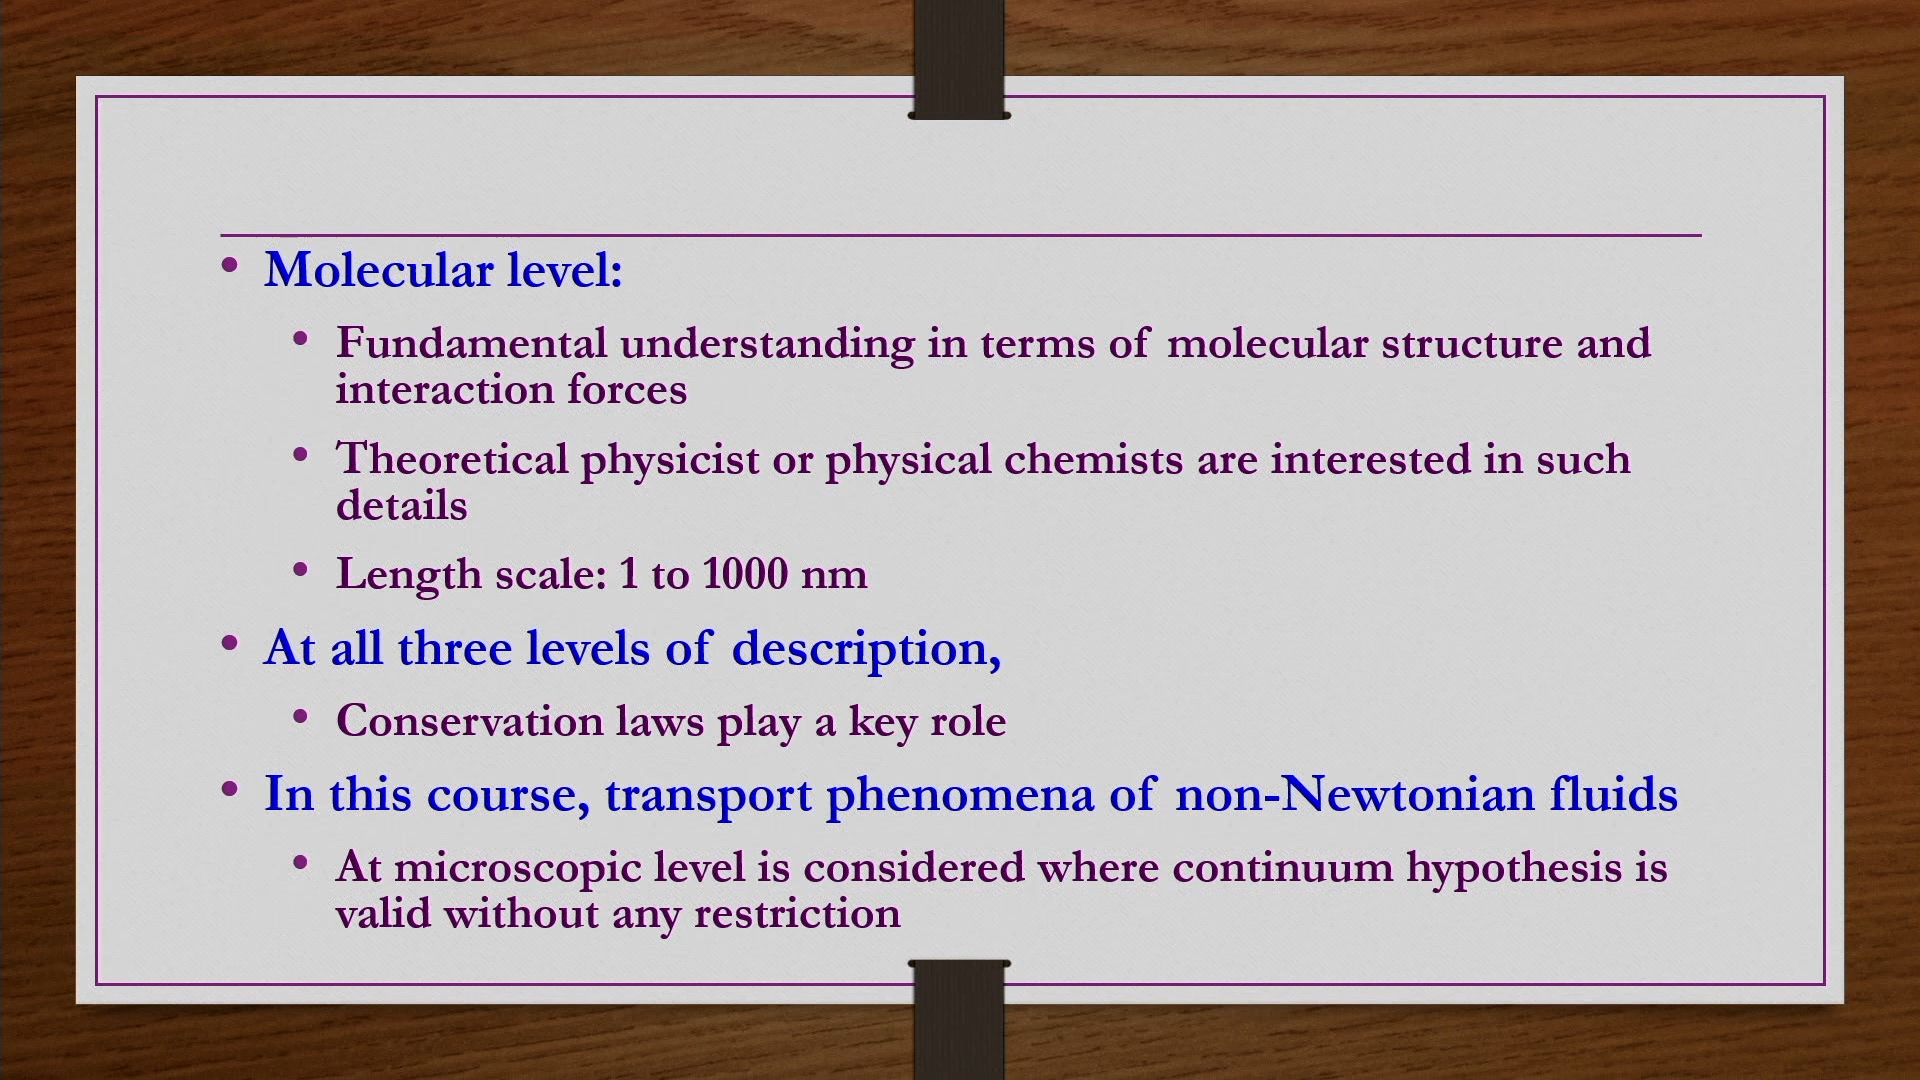 • Molecular level:
• Fundamental understanding in terms of molecular structure and
interaction forces
• Theoretical physicist or physical chemists are interested in such
details
• Length scale: 1 to 1000 nm
• At all three levels of description,
• Conservation laws play a key role
• In this course, transport phenomena of non-Newtonian fluids
• At microscopic level is considered where continuum hypothesis is
valid without any restriction